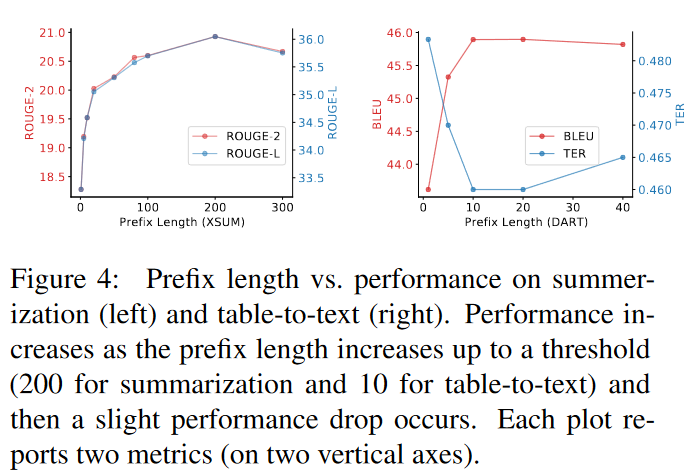 21.0
20.5
20.0
19.5
19.0
18.5
ROUGE-2
36.0
35.5
35.0
34.5
34.0
33.5
ROUGE-L
ROUGE-2
ROUGE-L
0 100 200 300
Prefix Length (XSUM)
46.0
45.5
45.0
44.5
44.0
BLEU
0.480
0.475
0.470
0.465
0.460
TER
BLEU
TER
0 10 20 30 40
Prefix Length (DART)
Figure 4: Prefix length vs. performance on summer-
ization (left) and table-to-text (right). Performance in-
creases as the prefix length increases up to a threshold
(200 for summarization and 10 for table-to-text) and
then a slight performance drop occurs. Each plot re-
ports two metrics (on two vertical axes).